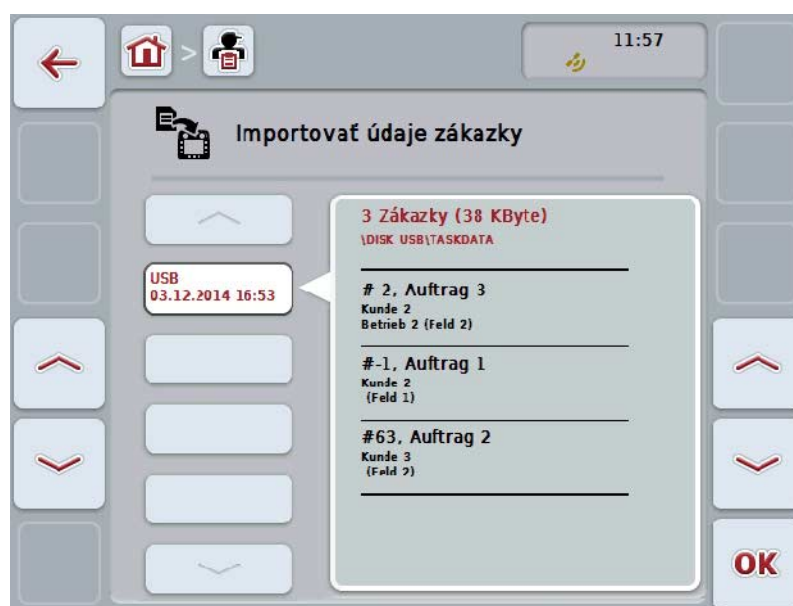 11:57
Importovať údaje zákazky
3 Zákazky (38 KByte)
\DISK USB\TASKDATA
USB
03.12.2014 16:53
# 2, Auftrag 3
Kunde 2
Betrieb 2 (Feld 2)
#-1, Auftrag 1
Kunde 2
(Feld 1)
#63, Auftrag 2
Kunde 3
(Feld 2)
OK